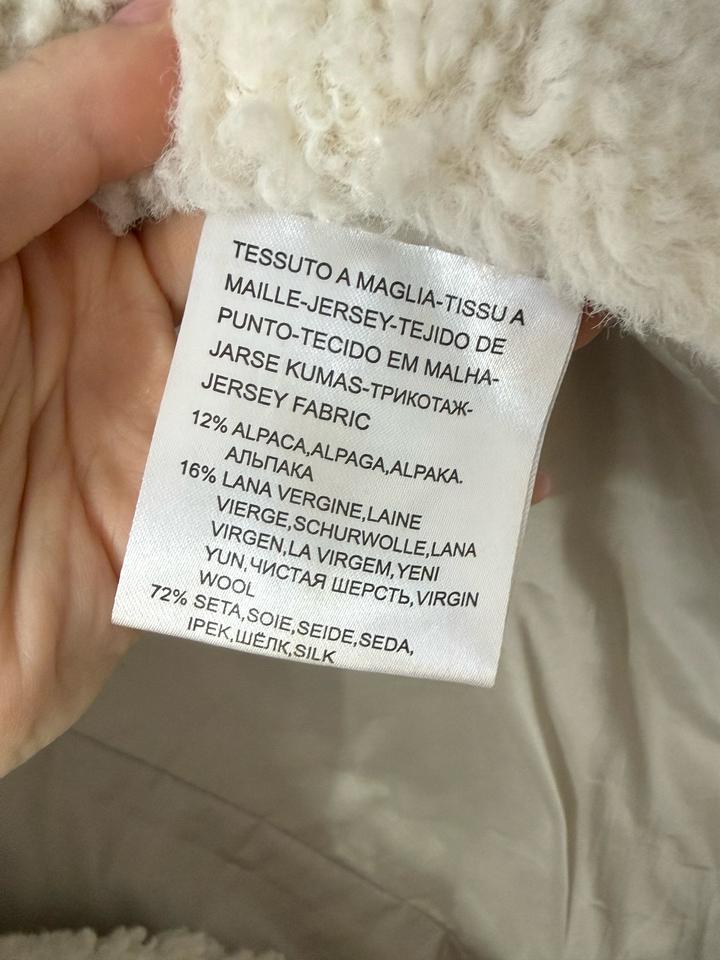 TESSUTO A MAGLIA-TISSU A
MAILLE-JERSEY-TEJIDO DE
PUNTO-TECIDO EM MALHA-
JARSE KUMAS-ТРИКОТАЖ-
JERSEY FABRIC
12% ALPACA,ALPAGA,ALPAKA.
АЛЬПАКА
16% LANA VERGINE,LAINE
VIERGE,SCHURWOLLE,LANA
VIRGEN,LA VIRGEM,YENI
YUN,ЧИСТАЯ ШЕРСТЬ,VIRGIN
WOOL
72% SETA,SOIE,SEIDE,SEDA,
IPEK,ШЁЛК,SILK